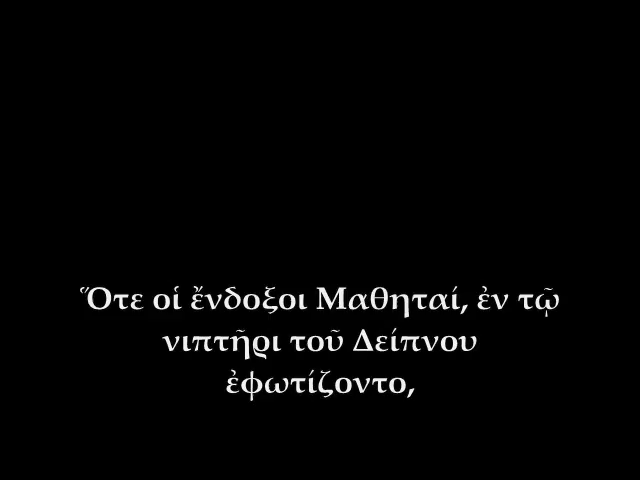 Ὅτε οἱ ἔνδοξοι Μαθηταί, ἐν τῷ
νιπτῆρι τοῦ Δείπνου
ἐφωτίζοντο,